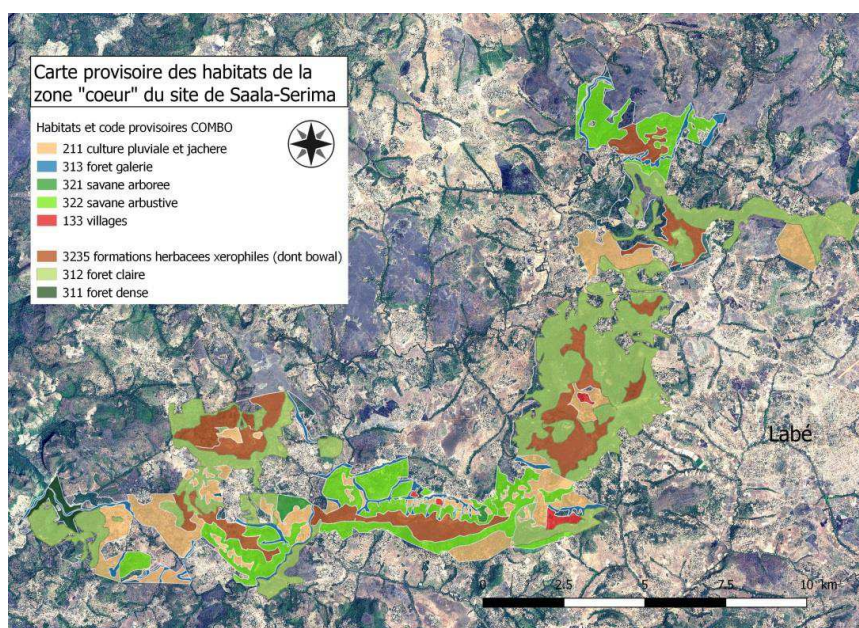 Carte provisoire des habitats de la
zone "coeur" du site de Saala-Serima
Habitats et code provisoires COMBO
211 culture pluviale et jachere
313 foret galerie
321 savane arboree
322 savane arbustive
133 villages
3235 formations herbacees xerophiles (dont bowal)
312 foret claire
311 foret dense
Labé
0 2.5 5 7.5 10 km